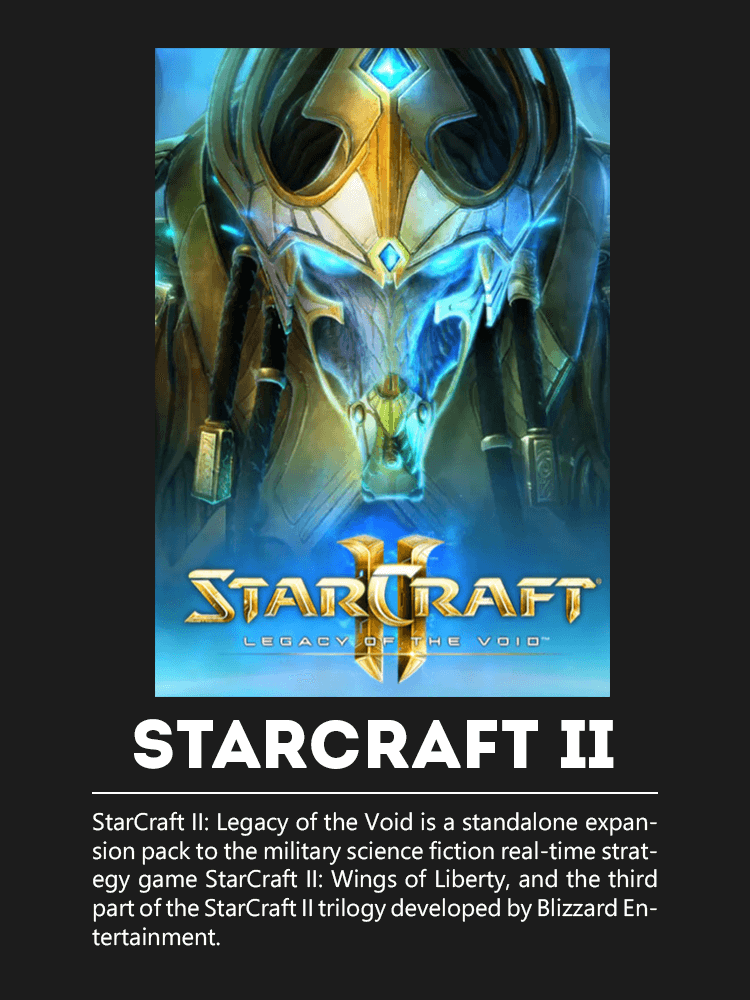 STARCRAFT®
II
LEGACY OF THE VOID™
STARCRAFT II
StarCraft II: Legacy of the Void is a standalone expan-
sion pack to the military science fiction real-time strat-
egy game StarCraft II: Wings of Liberty, and the third
part of the StarCraft II trilogy developed by Blizzard En-
tertainment.